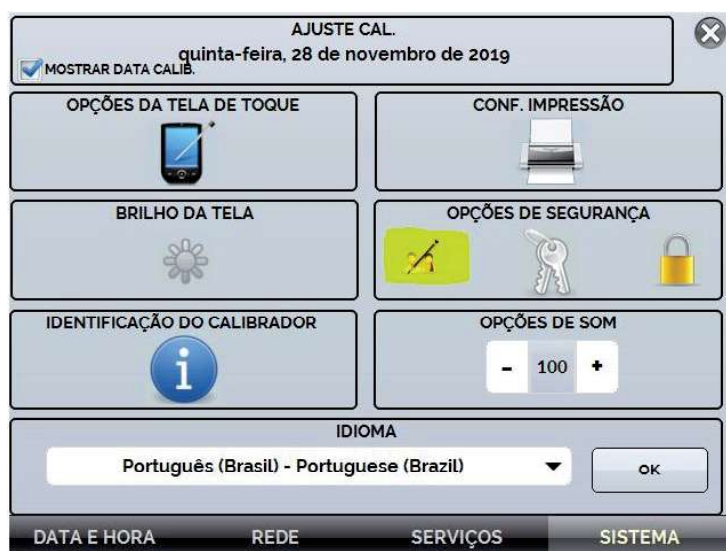 AJUSTE CAL.
quinta-feira, 28 de novembro de 2019
MOSTRAR DATA CALIB.
OPÇÕES DA TELA DE TOQUE
CONF. IMPRESSÃO
BRILHO DA TELA
OPÇÕES DE SEGURANÇA
IDENTIFICAÇÃO DO CALIBRADOR
OPÇÕES DE SOM
- 100 +
IDIOMA
Português (Brasil) - Portuguese (Brazil)
OK
DATA E HORA REDE SERVIÇOS SISTEMA